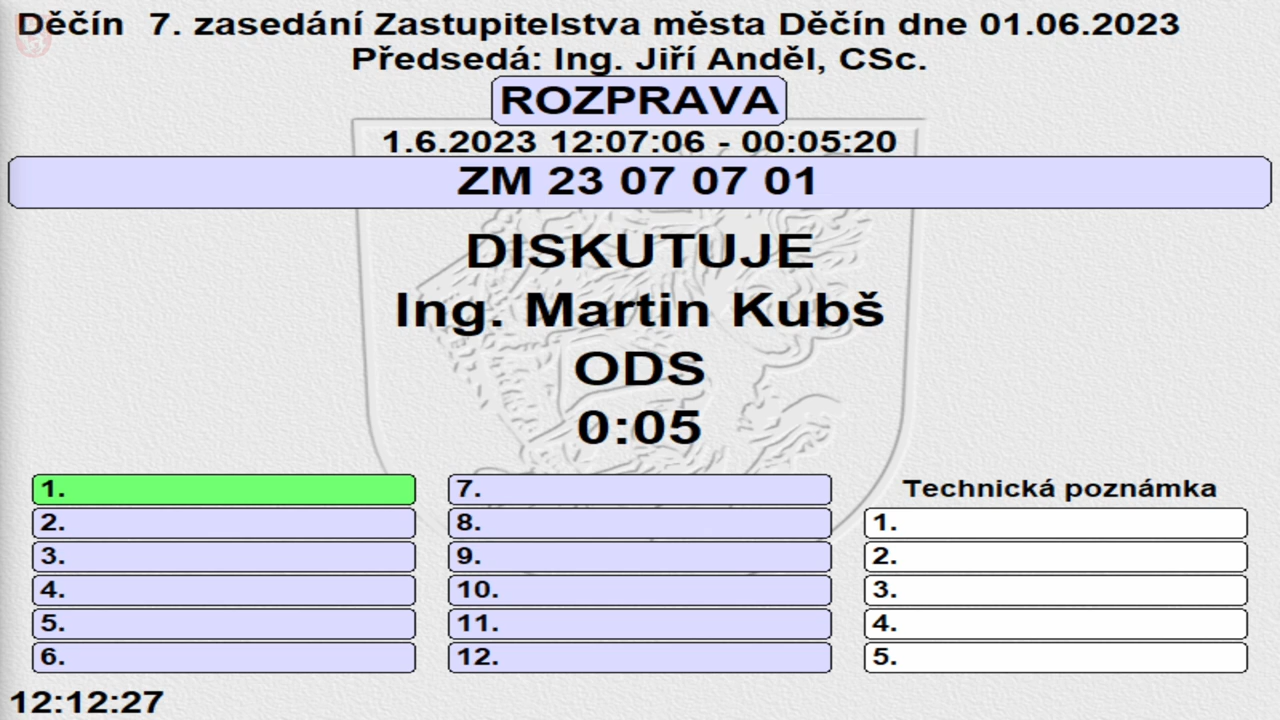 Děčín 7. zasedání Zastupitelstva města Děčín dne 01.06.2023
Předsedá: Ing. Jiří Anděl, CSc.
ROZPRAVA
1.6.2023 12:07:06 - 00:05:20
ZM 23 07 07 01
DISKUTUJE
Ing. Martin Kubš
ODS
0:05
1.
2.
3.
4.
5.
6.
7.
8.
9.
10.
11.
12.
Technická poznámka
1.
2.
3.
4.
5.
12:12:27